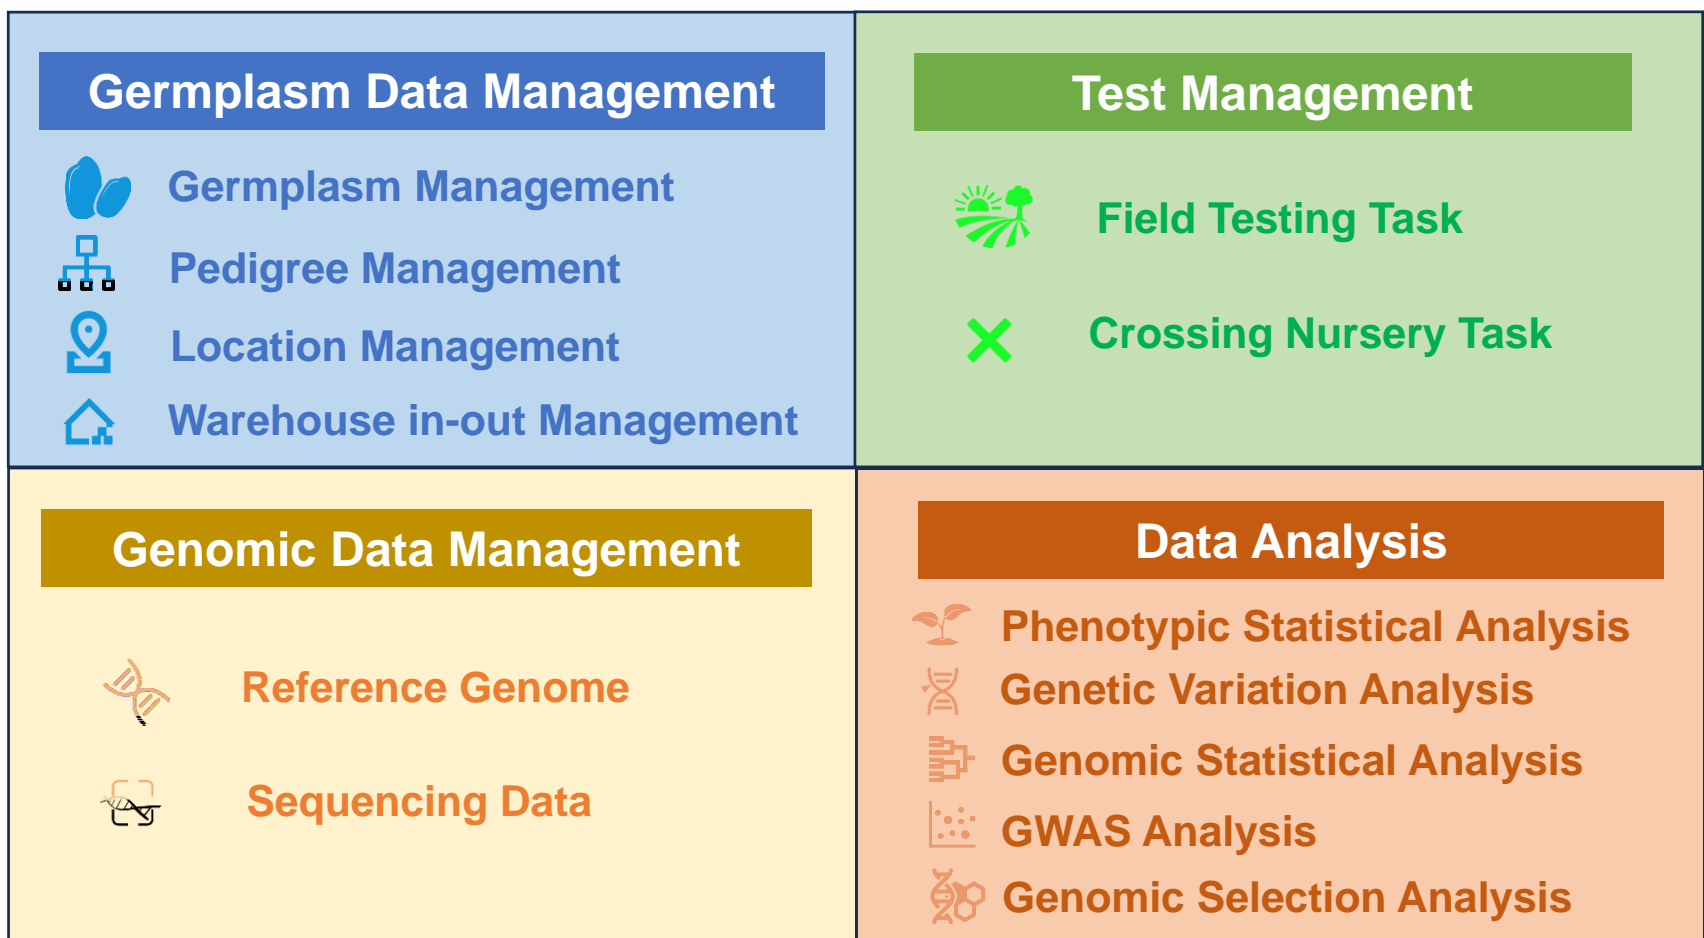 Germplasm Data Management
Germplasm Management
Pedigree Management
Location Management
Warehouse in-out Management
Test Management
Field Testing Task
Crossing Nursery Task
Genomic Data Management
Reference Genome
Sequencing Data
Data Analysis
Phenotypic Statistical Analysis
Genetic Variation Analysis
Genomic Statistical Analysis
GWAS Analysis
Genomic Selection Analysis